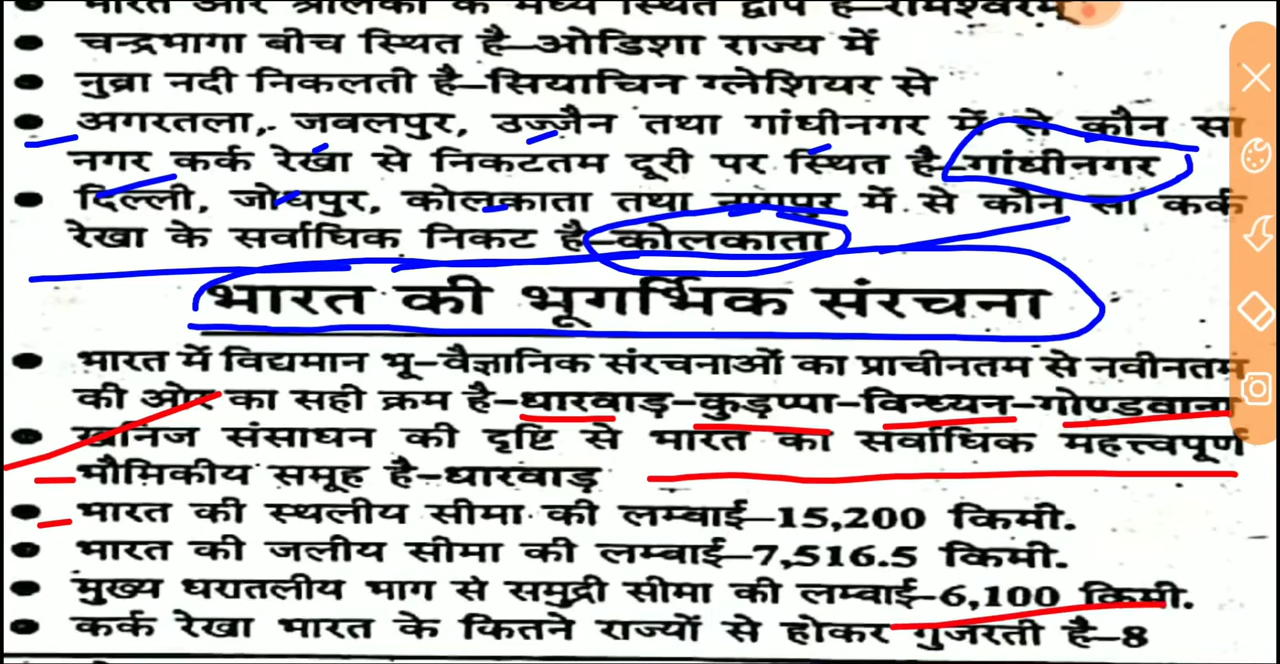 भारत और श्रीलंका के मध्य स्थित द्वीप है–रामेश्वरम्
चन्द्रभागा बीच स्थित है–ओडिशा राज्य में
नुब्रा नदी निकलती है–सियाचिन ग्लेशियर से
अगरतला, जबलपुर, उज्जैन तथा गांधीनगर में से कौन सा
नगर कर्क रेखा से निकटतम दूरी पर स्थित है–गांधीनगर
दिल्ली, जोधपुर, कोलकाता तथा नागपुर में से कौन सा कर्क
रेखा के सर्वाधिक निकट है–कोलकाता
भारत की भूगर्भिक संरचना
भारत में विद्यमान भू–वैज्ञानिक संरचनाओं का प्राचीनतम से नवीनतम
की ओर का सही क्रम है–धारवाड़–कुड़प्पा–विन्ध्यन–गोण्डवाना
खनिज संसाधन की दृष्टि से भारत का सर्वाधिक महत्त्वपूर्ण
भौमिकीय समूह है–धारवाड़
भारत की स्थलीय सीमा की लम्बाई–15,200 किमी.
भारत की जलीय सीमा की लम्बाई–7,516.5 किमी.
मुख्य धरातलीय भाग से समुद्री सीमा की लम्बाई–6,100 किमी.
कर्क रेखा भारत के कितने राज्यों से होकर गुजरती है–8